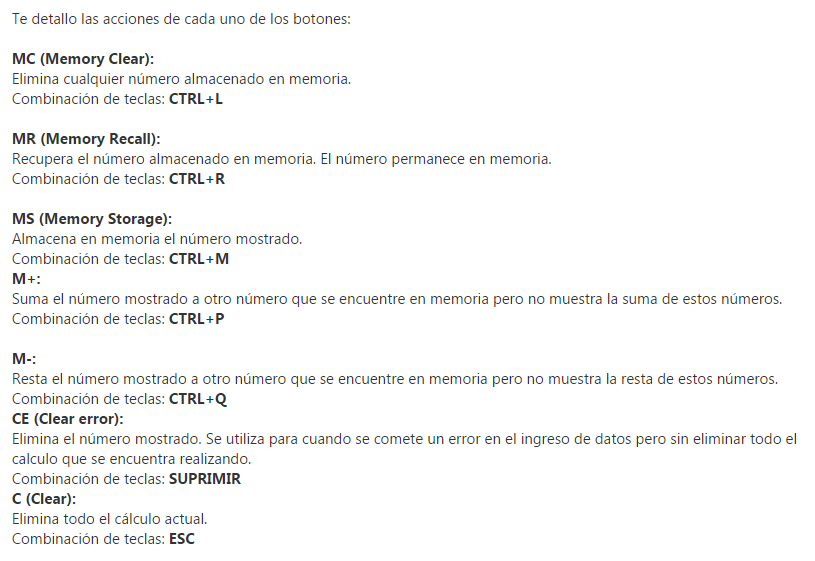 Te detallo las acciones de cada uno de los botones:
MC (Memory Clear):
Elimina cualquier número almacenado en memoria.
Combinación de teclas: CTRL+L
MR (Memory Recall):
Recupera el número almacenado en memoria. El número permanece en memoria.
Combinación de teclas: CTRL+R
MS (Memory Storage):
Almacena en memoria el número mostrado.
Combinación de teclas: CTRL+M
M+:
Suma el número mostrado a otro número que se encuentre en memoria pero no muestra la suma de estos números.
Combinación de teclas: CTRL+P
M-:
Resta el número mostrado a otro número que se encuentre en memoria pero no muestra la resta de estos números.
Combinación de teclas: CTRL+Q
CE (Clear error):
Elimina el número mostrado. Se utiliza para cuando se comete un error en el ingreso de datos pero sin eliminar todo el
calculo que se encuentra realizando.
Combinación de teclas: SUPRIMIR
C (Clear):
Elimina todo el cálculo actual.
Combinación de teclas: ESC